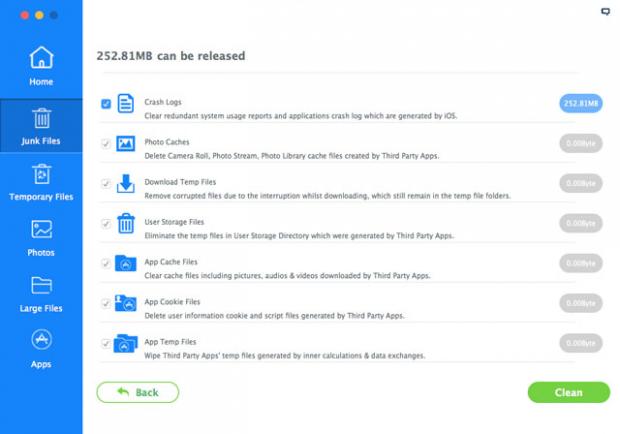 Home
Junk Files
Temporary Files
Photos
Large Files
Apps
252.81MB can be released
Crash Logs
Clear redundant system usage reports and applications crash log which are generated by iOS.
252.81MB
Photo Caches
Delete Camera Roll, Photo Stream, Photo Library cache files created by Third Party Apps.
0.00Byte
Download Temp Files
Remove corrupted files due to the interruption whilst downloading, which still remain in the temp file folders.
0.00Byte
User Storage Files
Eliminate the temp files in User Storage Directory which were generated by Third Party Apps.
0.00Byte
App Cache Files
Clear cache files including pictures, audios & videos downloaded by Third Party Apps.
0.00Byte
App Cookie Files
Delete user information cookie and script files generated by Third Party Apps.
0.00Byte
App Temp Files
Wipe Third Party Apps' temp files generated by inner calculations & data exchanges.
0.00Byte
Back
Clean